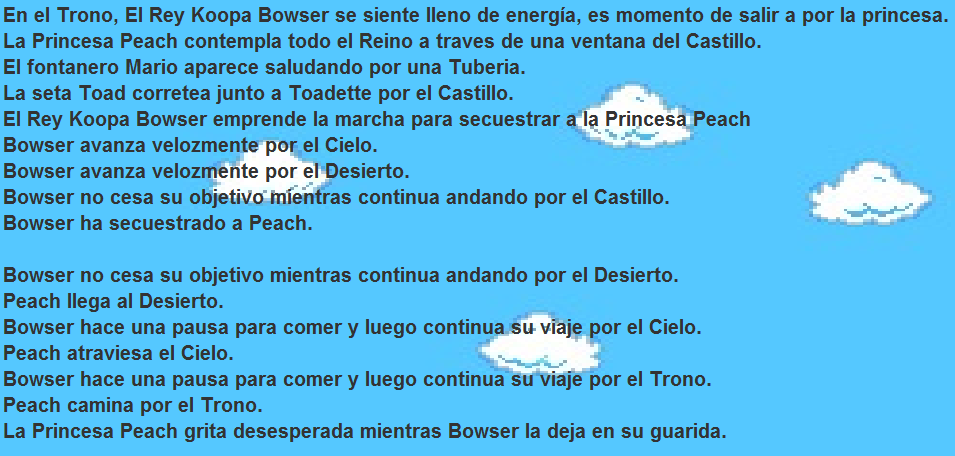 En el Trono, El Rey Koopa Bowser se siente lleno de energía, es momento de salir a por la princesa.
La Princesa Peach contempla todo el Reino a traves de una ventana del Castillo.
El fontanero Mario aparece saludando por una Tuberia.
La seta Toad corretea junto a Toadette por el Castillo.
El Rey Koopa Bowser emprende la marcha para secuestrar a la Princesa Peach
Bowser avanza velozmente por el Cielo.
Bowser avanza velozmente por el Desierto.
Bowser no cesa su objetivo mientras continua andando por el Castillo.
Bowser ha secuestrado a Peach.

Bowser no cesa su objetivo mientras continua andando por el Desierto.
Peach llega al Desierto.
Bowser hace una pausa para comer y luego continua su viaje por el Cielo.
Peach atraviesa el Cielo.
Bowser hace una pausa para comer y luego continua su viaje por el Trono.
Peach camina por el Trono.
La Princesa Peach grita desesperada mientras Bowser la deja en su guarida.